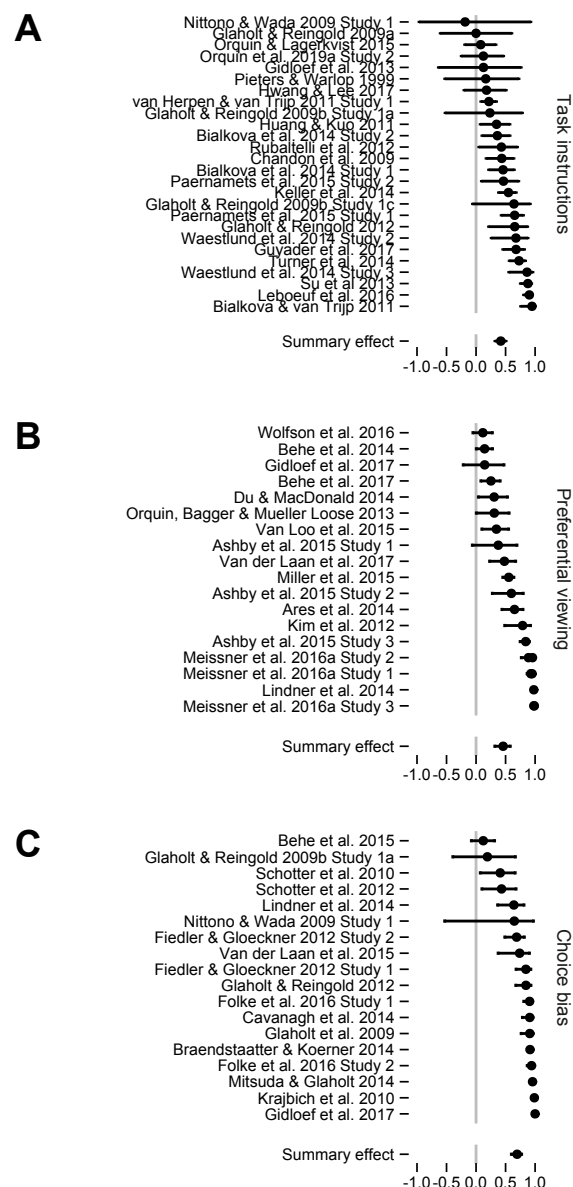 A
Nittono & Wada 2009 Study 1
Glaholt & Reingold 2009a
Orquin & Lagerkvist 2015
Orquin et al. 2019a Study 2
Gidloef et al. 2013
Pieters & Warlop 1999
Hwang & Lee 2017
van Herpen & van Trijp 2011 Study 1
Glaholt & Reingold 2009b Study 1a
Huang & Kuo 2011
Bialkova et al. 2014 Study 2
Rubaltelli et al. 2012
Chandon et al. 2009
Bialkova et al. 2014 Study 1
Paernamets et al. 2015 Study 2
Keller et al. 2014
Glaholt & Reingold 2009b Study 1c
Paernamets et al. 2015 Study 1
Glaholt & Reingold 2012
Waestlund et al. 2014 Study 2
Guyader et al. 2017
Turner et al. 2014
Waestlund et al. 2014 Study 3
Su et al 2013
Leboeuf et al. 2016
Bialkova & van Trijp 2011
Summary effect
-1.0 -0.5 0.0 0.5 1.0
Task instructions
B
Wolfson et al. 2016
Behe et al. 2014
Gidloef et al. 2017
Behe et al. 2017
Du & MacDonald 2014
Orquin, Bagger & Mueller Loose 2013
Van Loo et al. 2015
Ashby et al. 2015 Study 1
Van der Laan et al. 2017
Miller et al. 2015
Ashby et al. 2015 Study 2
Ares et al. 2014
Kim et al. 2012
Ashby et al. 2015 Study 3
Meissner et al. 2016a Study 2
Meissner et al. 2016a Study 1
Lindner et al. 2014
Meissner et al. 2016a Study 3
Summary effect
-1.0 -0.5 0.0 0.5 1.0
Preferential viewing
C
Behe et al. 2015
Glaholt & Reingold 2009b Study 1a
Schotter et al. 2010
Schotter et al. 2012
Lindner et al. 2014
Nittono & Wada 2009 Study 1
Fiedler & Gloeckner 2012 Study 2
Van der Laan et al. 2015
Fiedler & Gloeckner 2012 Study 1
Glaholt & Reingold 2012
Folke et al. 2016 Study 1
Cavanagh et al. 2014
Glaholt et al. 2009
Braendstaatter & Koerner 2014
Folke et al. 2016 Study 2
Mitsuda & Glaholt 2014
Krajbich et al. 2010
Gidloef et al. 2017
Summary effect
-1.0 -0.5 0.0 0.5 1.0
Choice bias